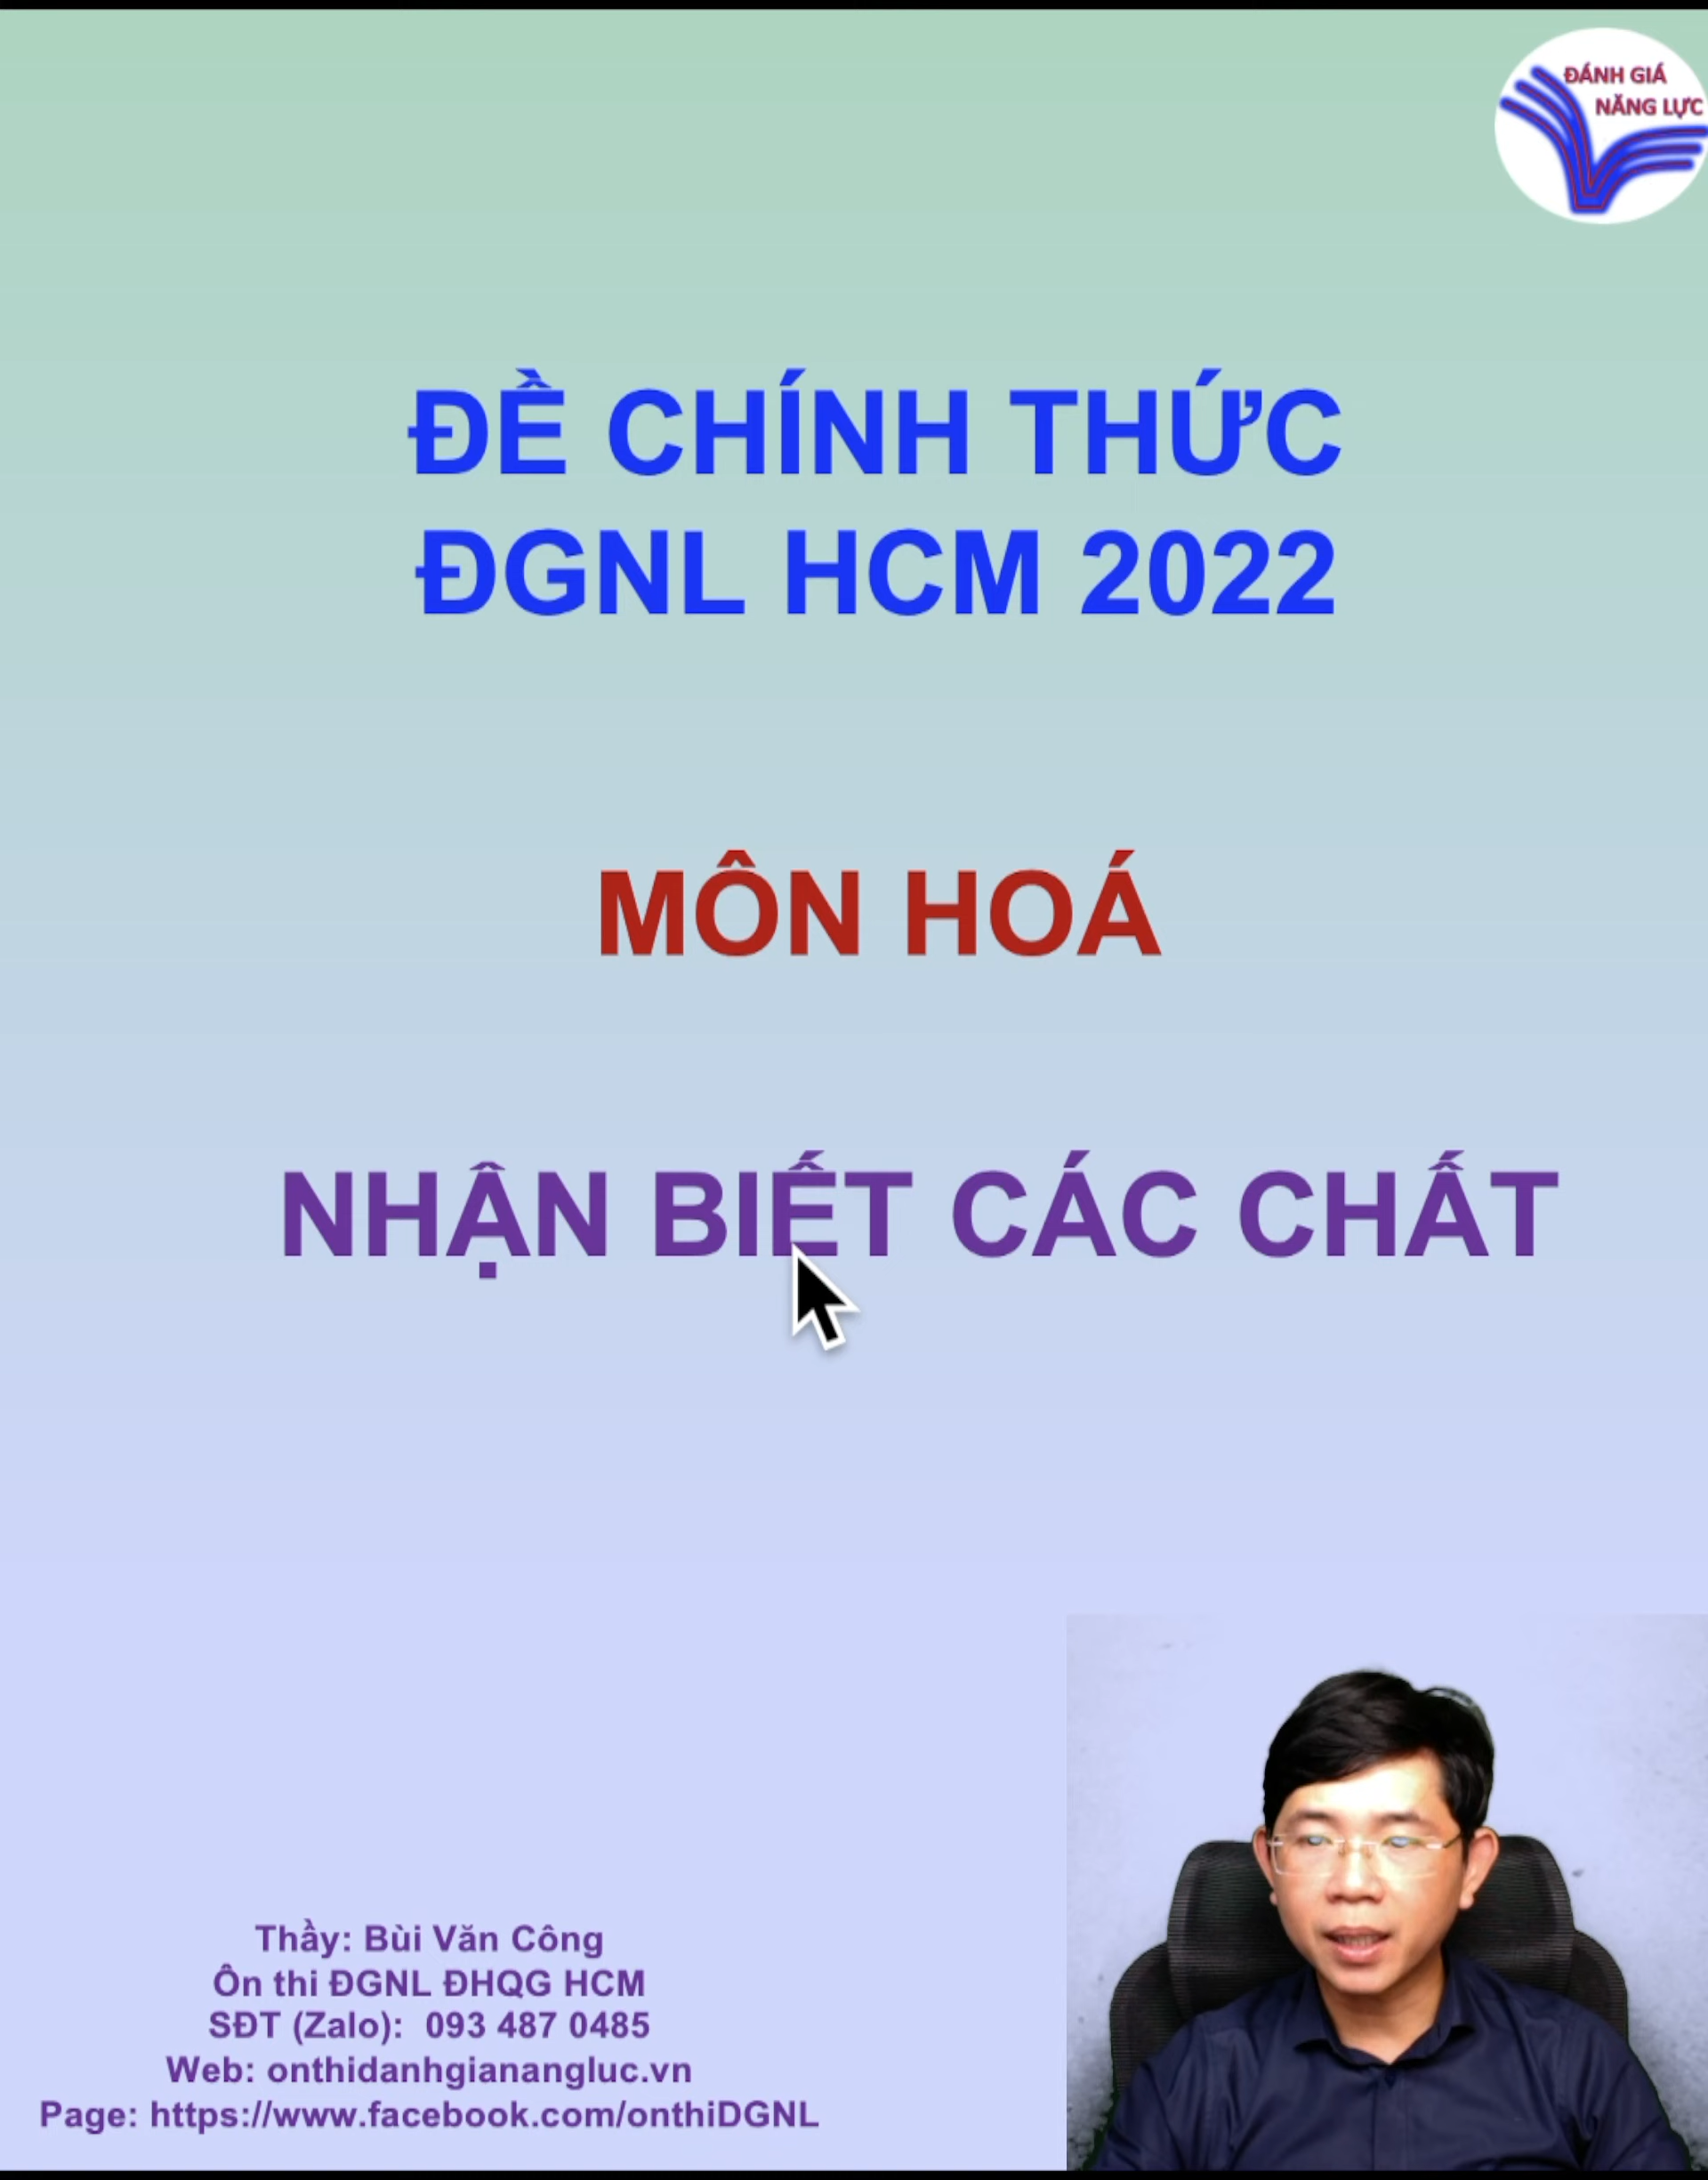 ĐÁNH GIÁ
NĂNG LỰC
ĐỀ CHÍNH THỨC
ĐGNL HCM 2022
MÔN HOÁ
NHẬN BIẾT CÁC CHẤT
Thầy: Bùi Văn Công
Ôn thi ĐGNL ĐHQG HCM
SĐT (Zalo): 093 487 0485
Web: onthidanhgianangluc.vn
Page: https://www.facebook.com/onthiDGNL